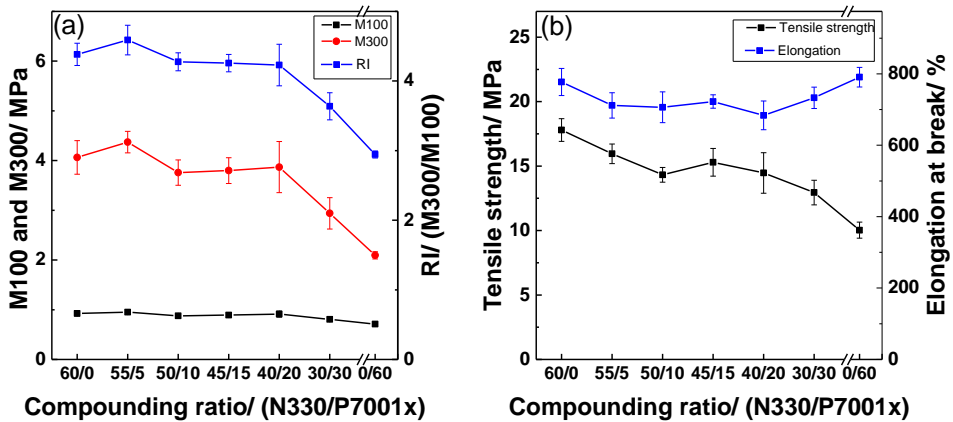 (a)
M100
M300
RI
6
4
2
0
M100 and M300/ MPa
4
2
0
RI/ (M300/M100)
60/0 55/5 50/10 45/15 40/20 30/30 0/60
Compounding ratio/ (N330/P7001x)
(b)
Tensile strength
Elongation
25
20
15
10
5
0
Tensile strength/ MPa
800
600
400
200
0
Elongation at break/ %
60/0 55/5 50/10 45/15 40/20 30/30 0/60
Compounding ratio/ (N330/P7001x)